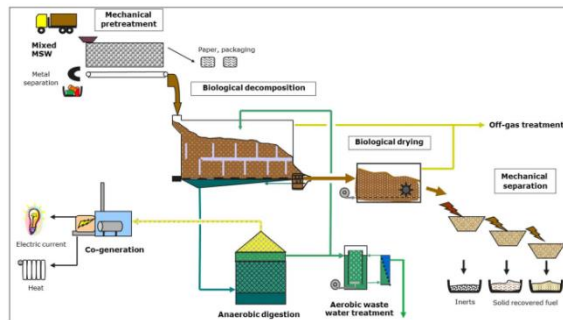 Mechanical
pretreatment
Mixed
MSW
Paper, packaging
Metal
separation
Biological decomposition
Off-gas treatment
Biological drying
Mechanical
separation
Electric current
Co-generation
Heat
Anaerobic digestion
Aerobic waste
water treatment
Inerts
Solid recovered fuel